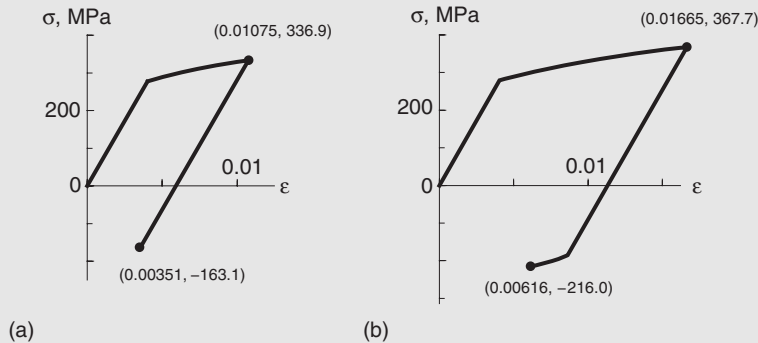 σ, MPa
(0.01075, 336.9)
200
0.01
0
ε
(0.00351, −163.1)
(a)
σ, MPa
(0.01665, 367.7)
200
0.01
0
ε
(0.00616, −216.0)
(b)